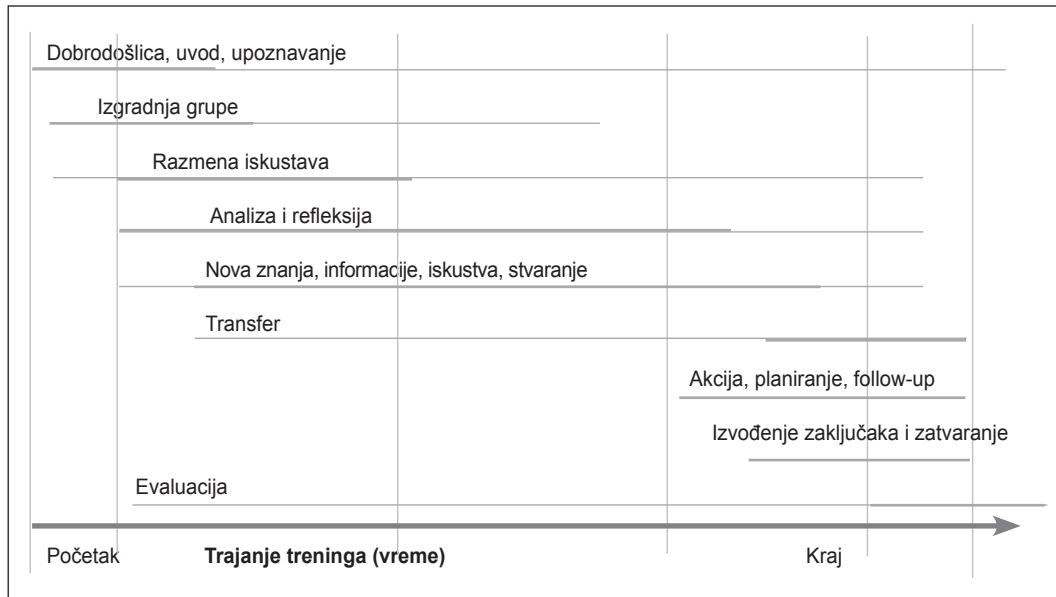 Dobrodošlica, uvod, upoznavanje
Izgradnja grupe
Razmena iskustava
Analiza i refleksija
Nova znanja, informacije, iskustva, stvaranje
Transfer
Akcija, planiranje, follow-up
Izvođenje zaključaka i zatvaranje
Evaluacija
Početak Trajanje treninga (vreme) Kraj